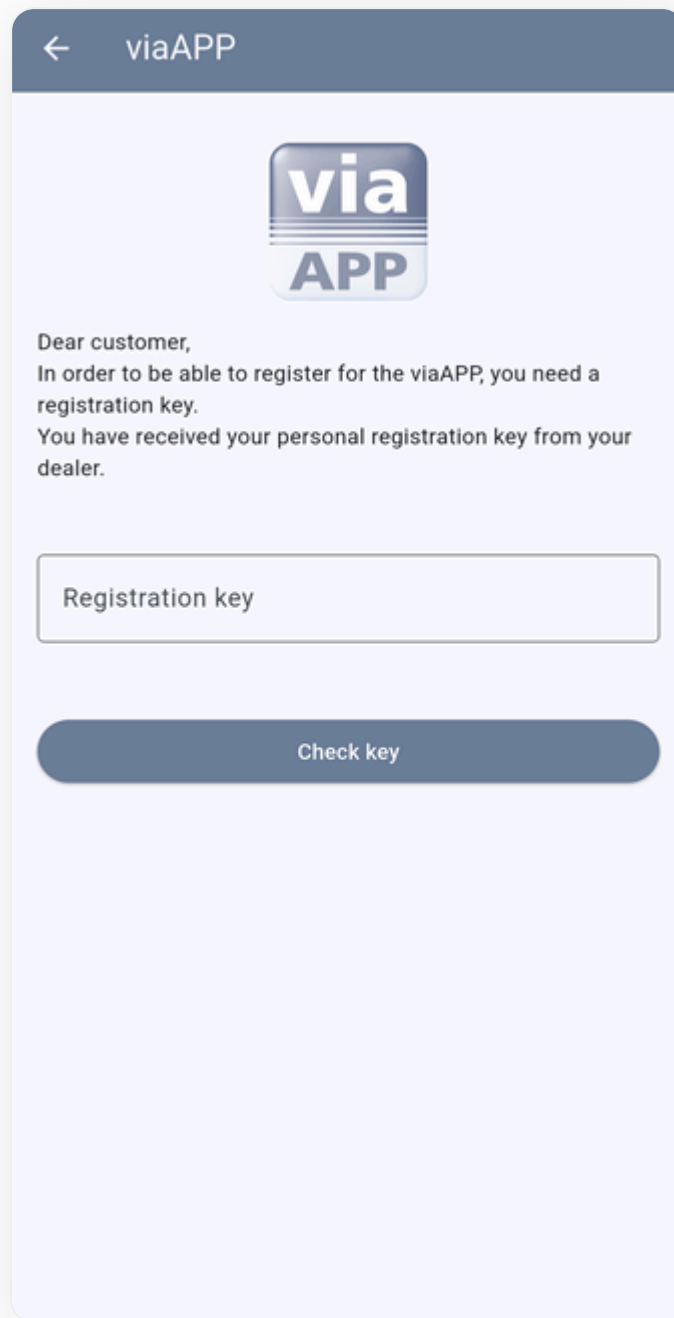 viaAPP
via
APP
Dear customer,
In order to be able to register for the viaAPP, you need a
registration key.
You have received your personal registration key from your
dealer.
Registration key
Check key